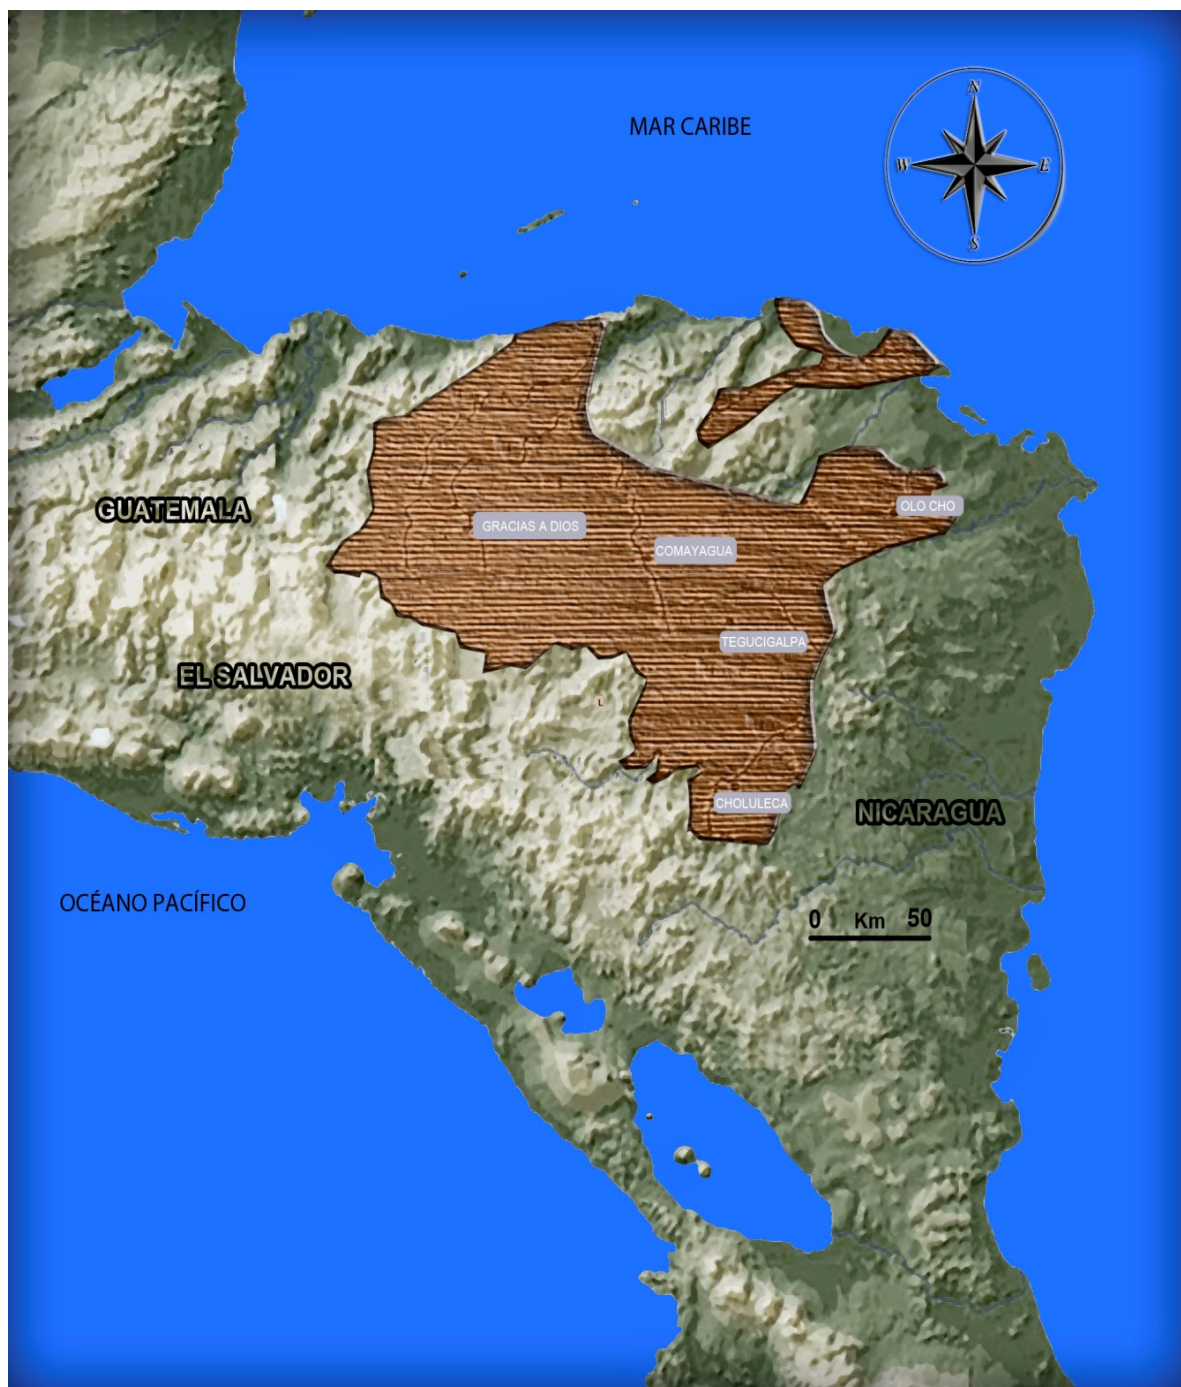 N
MAR CARIBE
W
E
S
GUATEMALA
GRACIAS A DIOS
OLO CHO
COMAYAGUA
TEGUCIGALPA
EL SALVADOR
L
CHOLULECA
NICARAGUA
OCÉANO PACÍFICO
0 Km 50